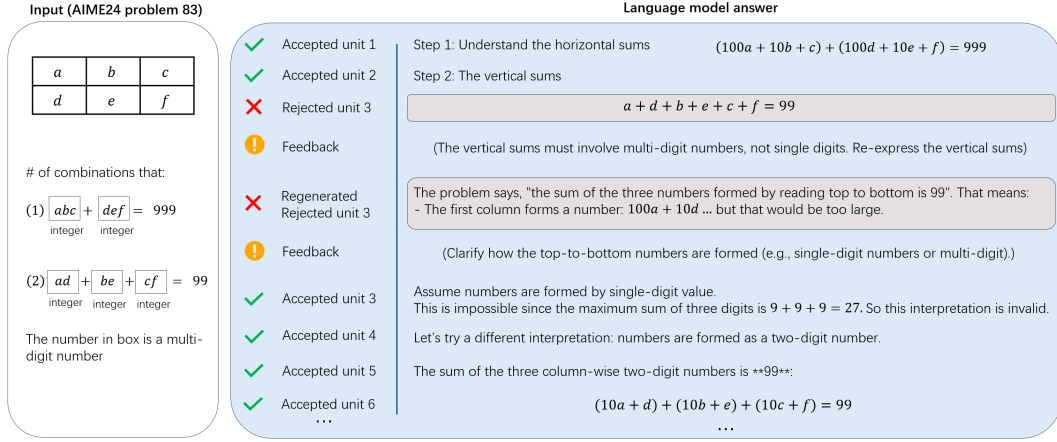 Input (AIME24 problem 83)
a b c
d e f
# of combinations that:
(1) abc + def = 999
integer integer
(2) ad + be + cf = 99
integer integer integer
The number in box is a multi-
digit number
Language model answer
Accepted unit 1 Step 1: Understand the horizontal sums (100a + 10b + c) + (100d + 10e + f) = 999
Accepted unit 2 Step 2: The vertical sums
Rejected unit 3 a + d + b + e + c + f = 99
Feedback (The vertical sums must involve multi-digit numbers, not single digits. Re-express the vertical sums)
Regenerated
Rejected unit 3
The problem says, "the sum of the three numbers formed by reading top to bottom is 99". That means:
- The first column forms a number: 100a + 10d ... but that would be too large.
Feedback (Clarify how the top-to-bottom numbers are formed (e.g., single-digit numbers or multi-digit).)
Accepted unit 3
Assume numbers are formed by single-digit value.
This is impossible since the maximum sum of three digits is 9 + 9 + 9 = 27. So this interpretation is invalid.
Accepted unit 4 Let's try a different interpretation: numbers are formed as a two-digit number.
Accepted unit 5 The sum of the three column-wise two-digit numbers is **99**:
Accepted unit 6 (10a + d) + (10b + e) + (10c + f) = 99
... ...